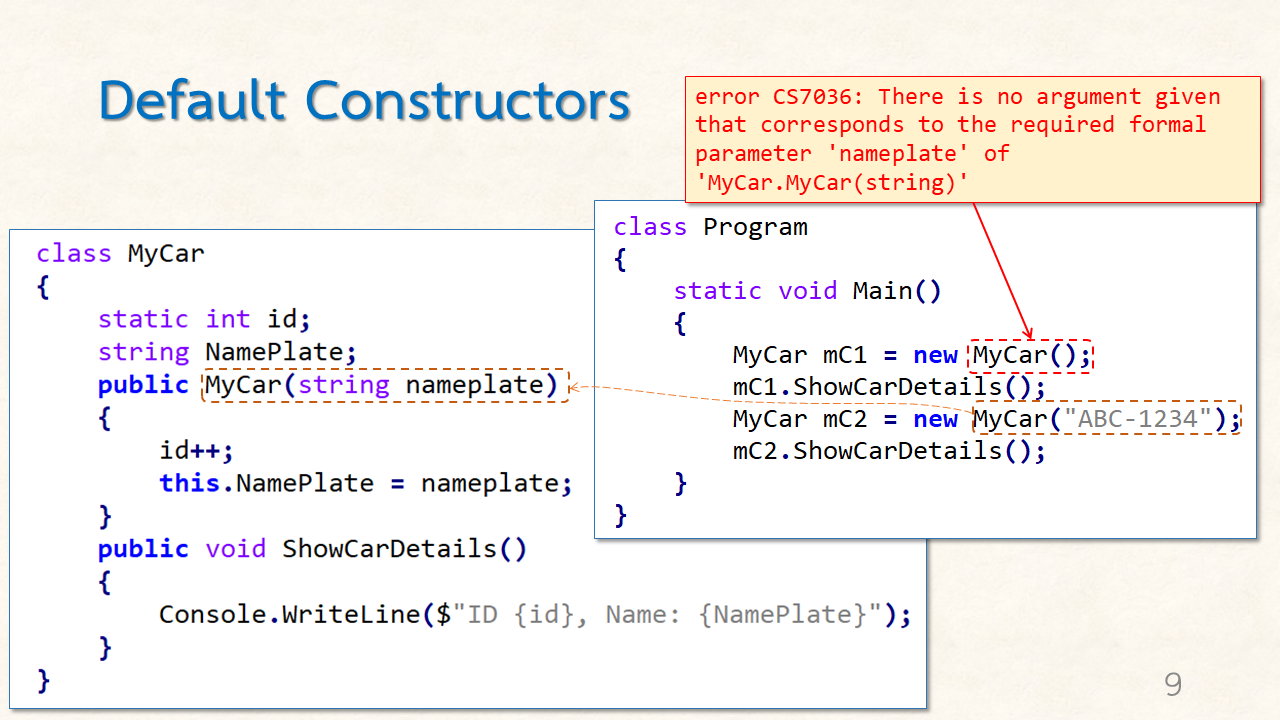 Default Constructors
error CS7036: There is no argument given
that corresponds to the required formal
parameter 'nameplate' of
'MyCar.MyCar(string)'
class MyCar
{
static int id;
string NamePlate;
public MyCar(string nameplate)
{
id++;
this.NamePlate = nameplate;
}
public void ShowCarDetails()
{
Console.WriteLine($"ID {id}, Name: {NamePlate}");
}
}
class Program
{
static void Main()
{
MyCar mC1 = new MyCar();
mC1.ShowCarDetails();
MyCar mC2 = new MyCar("ABC-1234");
mC2.ShowCarDetails();
}
}
9